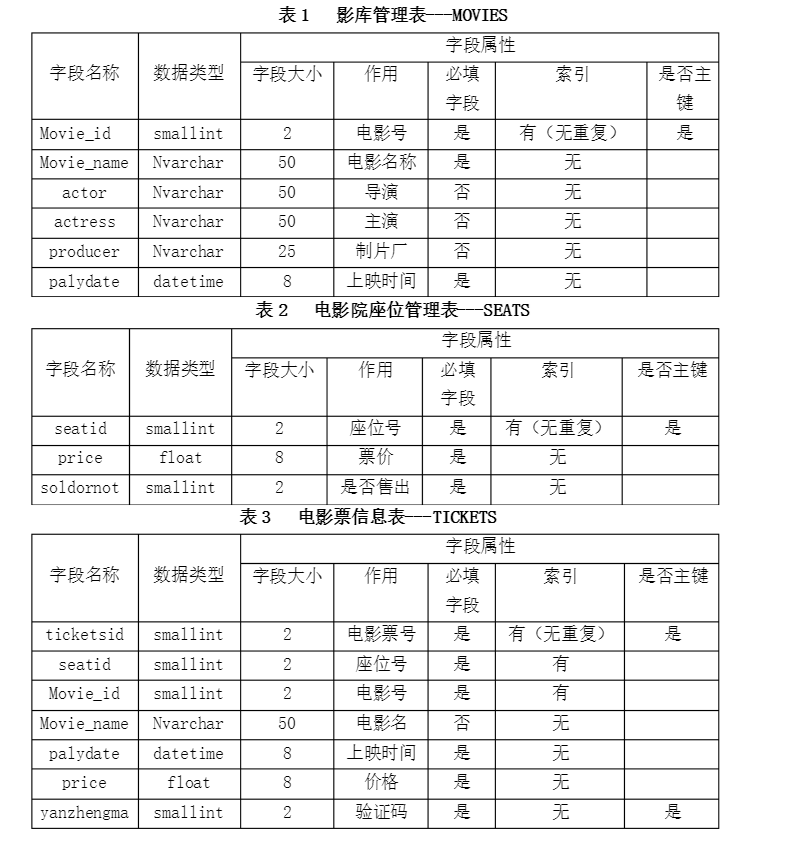 表1 影库管理表---MOVIES
字段名称 数据类型 字段属性
字段大小 作用 必填字段 索引 是否主键
Movie_id smallint 2 电影号 是 有（无重复） 是
Movie_name Nvarchar 50 电影名称 是 无
actor Nvarchar 50 导演 否 无
actress Nvarchar 50 主演 否 无
producer Nvarchar 25 制片厂 否 无
palydate datetime 8 上映时间 是 无
表2 电影院座位管理表---SEATS
字段名称 数据类型 字段属性
字段大小 作用 必填字段 索引 是否主键
seatid smallint 2 座位号 是 有（无重复） 是
price float 8 票价 是 无
soldornot smallint 2 是否售出 是 无
表3 电影票信息表---TICKETS
字段名称 数据类型 字段属性
字段大小 作用 必填字段 索引 是否主键
ticketsid smallint 2 电影票号 是 有（无重复） 是
seatid smallint 2 座位号 是 有
Movie_id smallint 2 电影号 是 有
Movie_name Nvarchar 50 电影名 否 无
palydate datetime 8 上映时间 是 无
price float 8 价格 是 无
yanzhengma smallint 2 验证码 是 无 是